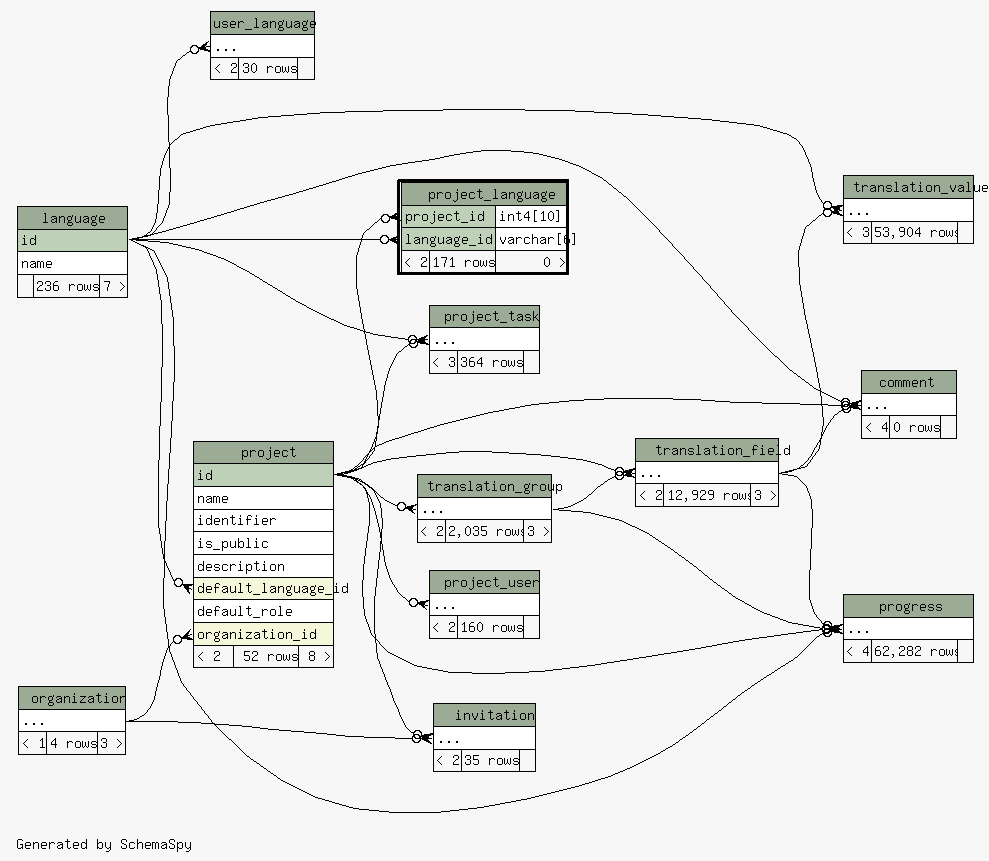 user_language
...
< 2 30 rows
project_language
project_id int4[10]
language_id varchar[6]
< 2 171 rows 0 >
translation_value
...
< 3 53,904 rows
language
id
name
236 rows 7 >
project_task
...
< 3 364 rows
comment
...
< 4 0 rows
project
id
name
identifier
is_public
description
default_language_id
default_role
organization_id
< 2 52 rows 8 >
translation_group
...
< 2 2,035 rows 3 >
translation_field
...
< 2 12,929 rows 3 >
project_user
...
< 2 160 rows
progress
...
< 4 62,282 rows
organization
...
< 1 4 rows 3 >
invitation
...
< 2 35 rows
Generated by SchemaSpy